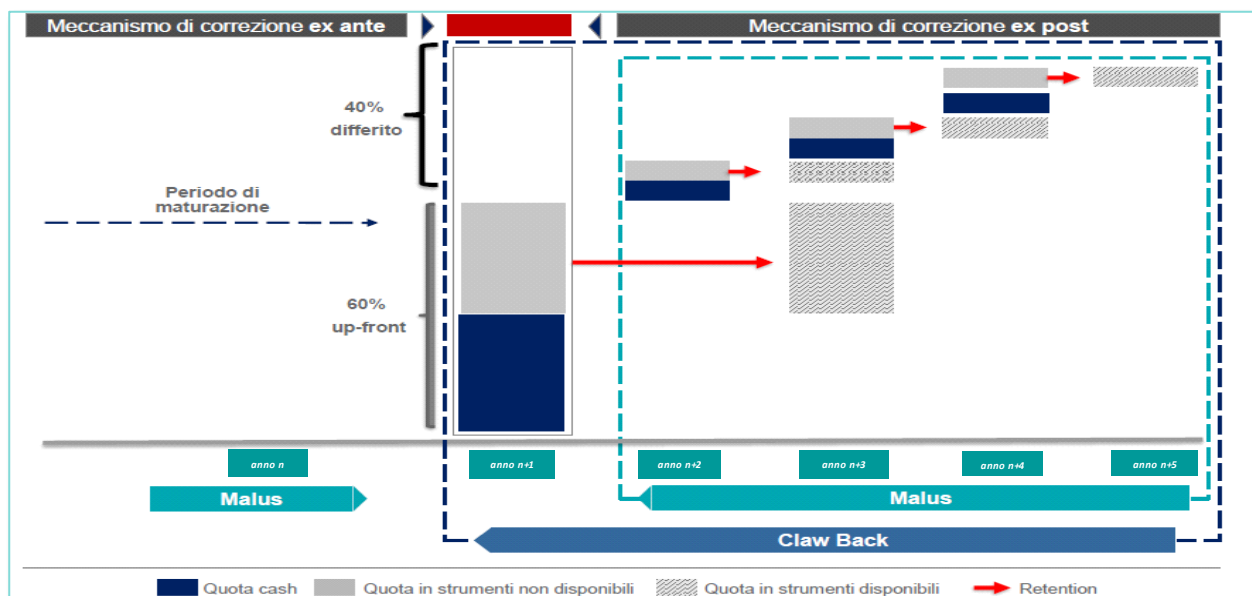 Meccanismo di correzione ex ante
Meccanismo di correzione ex post
40%
differito
Periodo di
maturazione
60%
up-front
anno n
anno n+1
anno n+2
anno n+3
anno n+4
anno n+5
Malus
Malus
Claw Back
Quota cash
Quota in strumenti non disponibili
Quota in strumenti disponibili
Retention